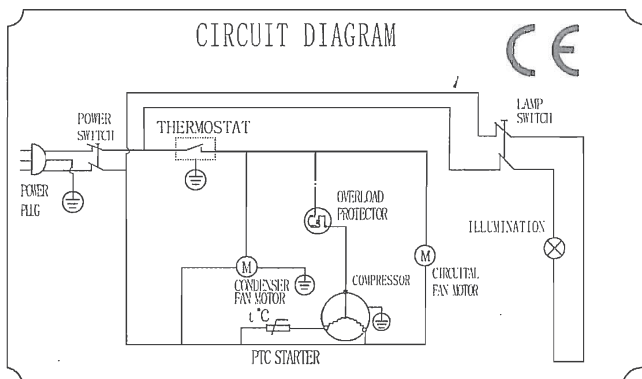 CIRCUIT DIAGRAM
CE
POWER
SWITCH
THERMOSTAT
LAMP
SWITCH
POWER
PLUG
OVERLOAD
PROTECTOR
ILLUMINATION
M
CONDENSER
FAN MOTOR
COMPRESSOR
M
CIRCUITAL
FAN MOTOR
t°C
PTC STARTER